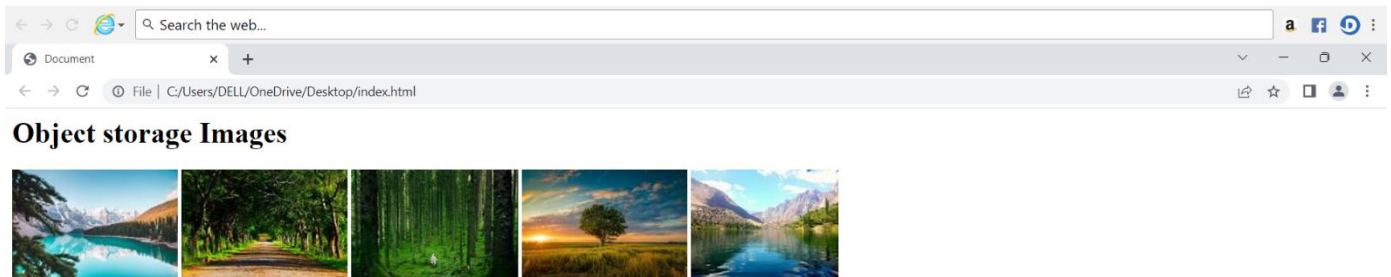 Search the web...
a
Document
File | C:/Users/DELL/OneDrive/Desktop/index.html
Object storage Images